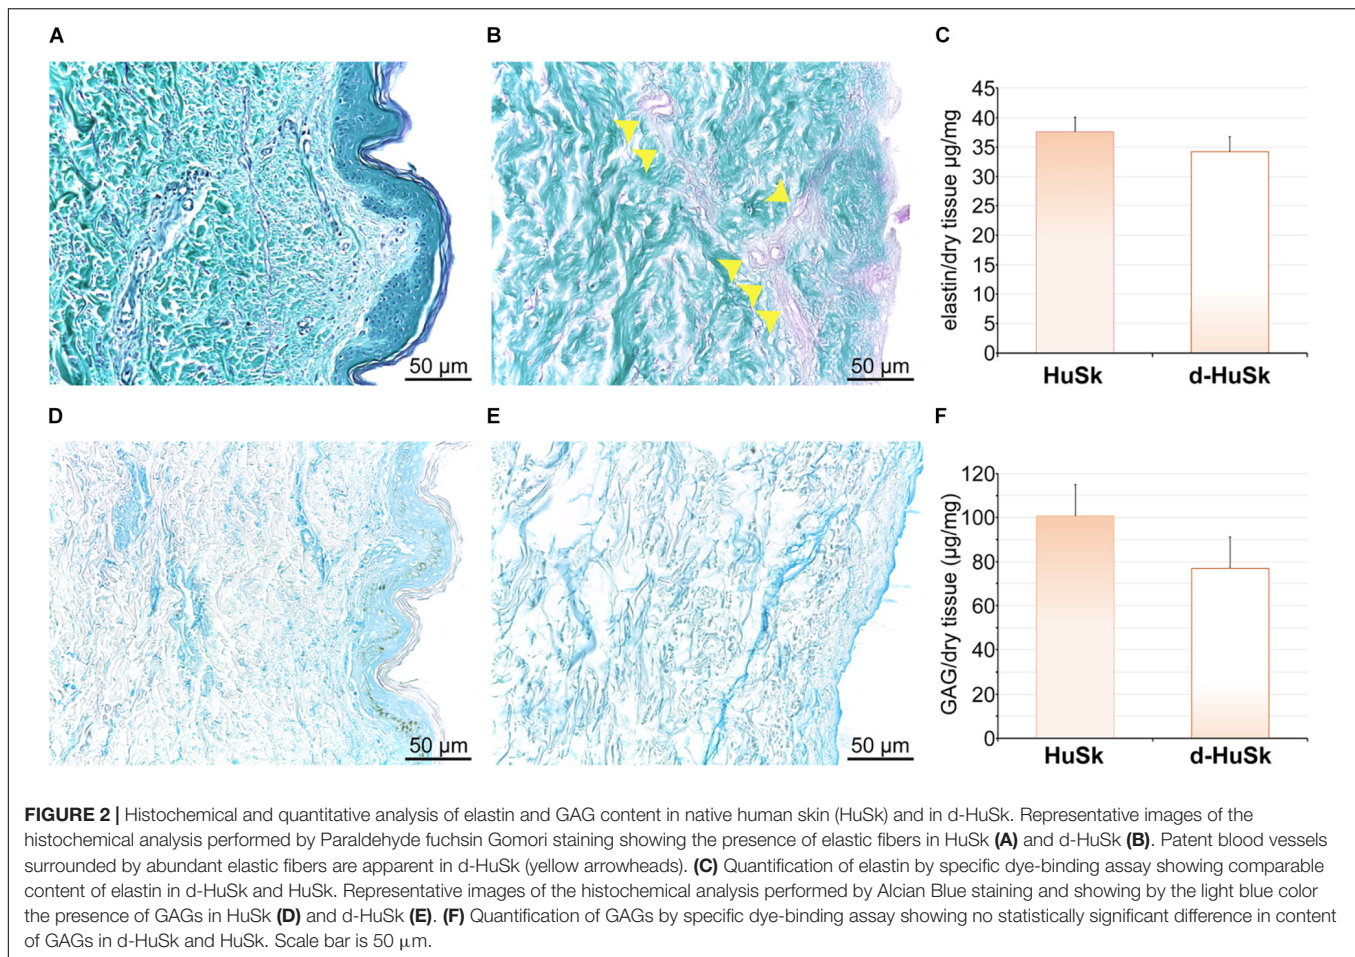 A
B
C
50 µm
50 µm
elastin/dry tissue µg/mg
45
40
35
30
25
20
15
10
5
0
HuSk
d-HuSk
D
E
F
50 µm
50 µm
GAG/dry tissue (µg/mg)
120
100
80
60
40
20
0
HuSk
d-HuSk
FIGURE 2 | Histochemical and quantitative analysis of elastin and GAG content in native human skin (HuSk) and in d-HuSk. Representative images of the
histochemical analysis performed by Paraldehyde fuchsin Gomori staining showing the presence of elastic fibers in HuSk (A) and d-HuSk (B). Patent blood vessels
surrounded by abundant elastic fibers are apparent in d-HuSk (yellow arrowheads). (C) Quantification of elastin by specific dye-binding assay showing comparable
content of elastin in d-HuSk and HuSk. Representative images of the histochemical analysis performed by Alcian Blue staining and showing by the light blue color
the presence of GAGs in HuSk (D) and d-HuSk (E). (F) Quantification of GAGs by specific dye-binding assay showing no statistically significant difference in content
of GAGs in d-HuSk and HuSk. Scale bar is 50 µm.